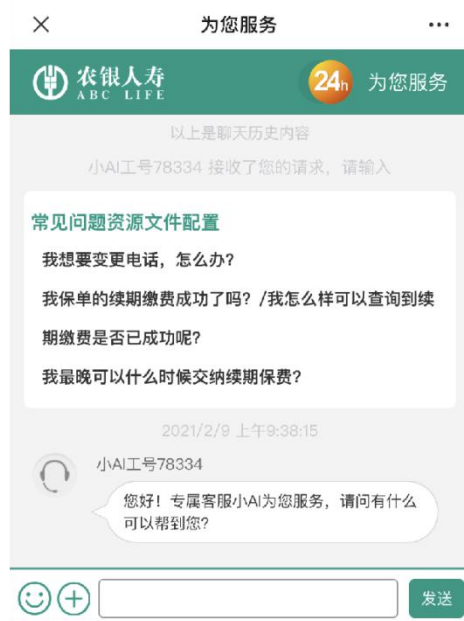 为您服务
农银人寿
ABC LIFE
24h 为您服务
以上是聊天历史内容
小AI工号78334 接收了您的请求，请输入
常见问题资源文件配置
我想要变更电话，怎么办?
我保单的续期缴费成功了吗？/我怎么样可以查询到续
期缴费是否已成功呢?
我最晚可以什么时候交纳续期保费?
2021/2/9 上午9:38:15
小AI工号78334
您好！专属客服小AI为您服务，请问有什么
可以帮到您?
发送